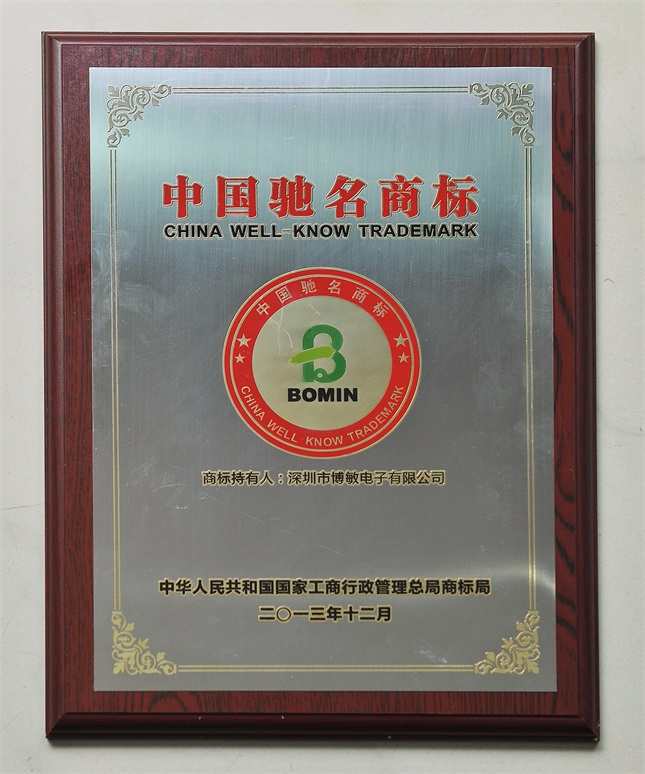 中国驰名商标
CHINA WELL-KNOW TRADEMARK
中国驰名商标
B
BOMIN
CHINA WELL-KNOW TRADEMARK
商标持有人：深圳市博敏电子有限公司
中华人民共和国国家工商行政管理总局商标局
二〇一三年十二月